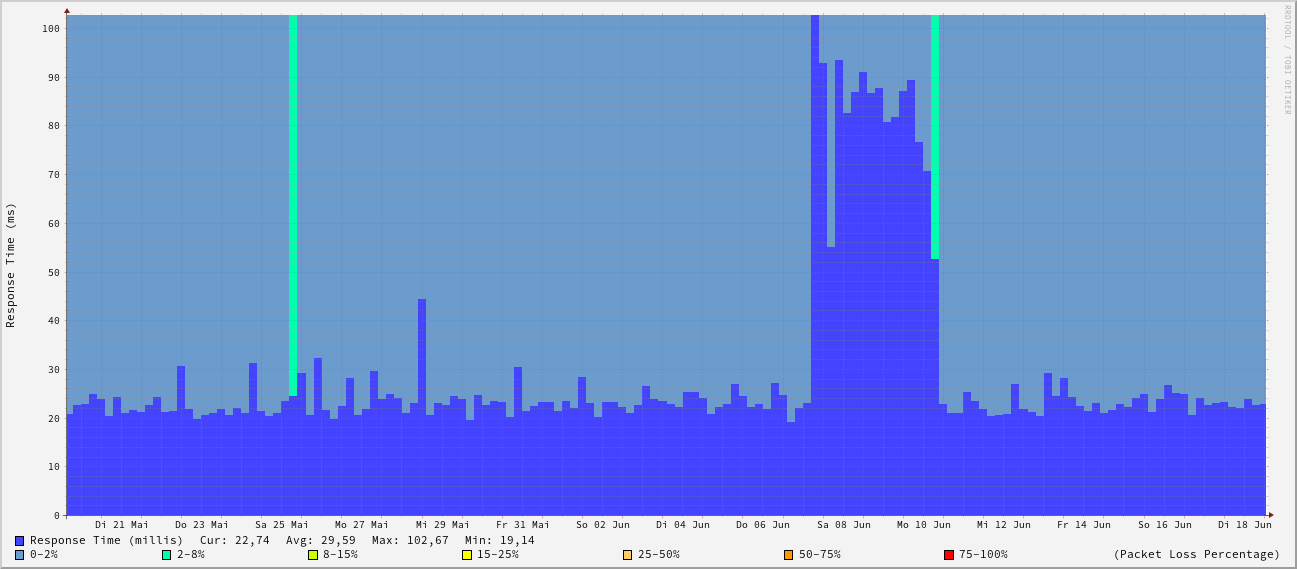 RRDTOOL / TOBI OETIKER
Response Time (ms)
100
90
80
70
60
50
40
30
20
10
0
Di 21 Mai Do 23 Mai Sa 25 Mai Mo 27 Mai Mi 29 Mai Fr 31 Mai So 02 Jun Di 04 Jun Do 06 Jun Sa 08 Jun Mo 10 Jun Mi 12 Jun Fr 14 Jun So 16 Jun Di 18 Jun
Response Time (millis) Cur: 22,74 Avg: 29,59 Max: 102,67 Min: 19,14
0-2% 2-8% 8-15% 15-25% 25-50% 50-75% 75-100% (Packet Loss Percentage)